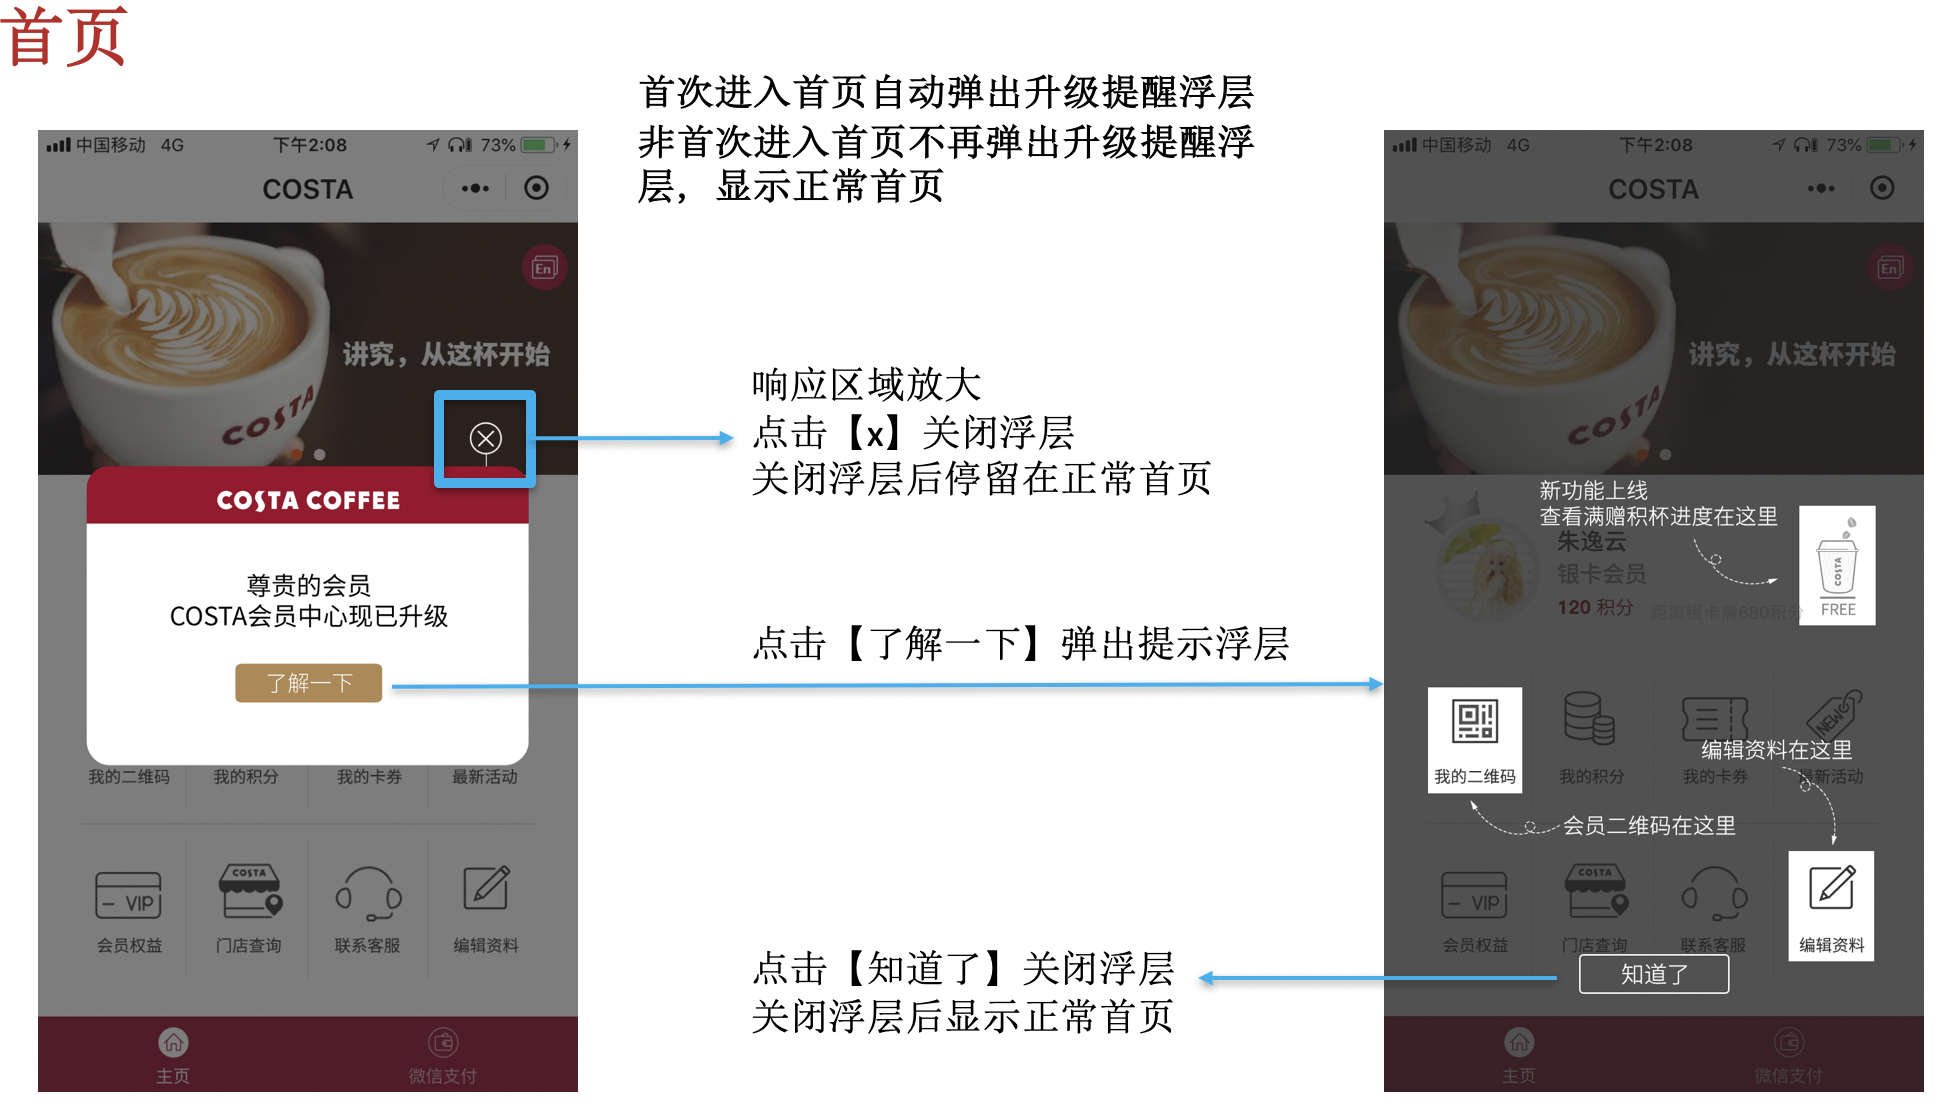 首页
首次进入首页自动弹出升级提醒浮层
非首次进入首页不再弹出升级提醒浮
层，显示正常首页
中国移动 4G 下午2:08 73%
COSTA
En
讲究，从这杯开始
COSTA
COSTA COFFEE
尊贵的会员
COSTA会员中心现已升级
了解一下
我的二维码 我的积分 我的卡券 最新活动
VIP COSTA
会员权益 门店查询 联系客服 编辑资料
主页 微信支付
响应区域放大
点击【x】关闭浮层
关闭浮层后停留在正常首页
点击【了解一下】弹出提示浮层
点击【知道了】关闭浮层
关闭浮层后显示正常首页
中国移动 4G 下午2:08 73%
COSTA
En
讲究，从这杯开始
COSTA
新功能上线
查看满赠积杯进度在这里
朱逸云
银卡会员
120 积分 距离银卡需680积分
COSTA
FREE
NEW
编辑资料在这里
我的二维码 我的积分 我的卡券 最新活动
会员二维码在这里
VIP COSTA
会员权益 门店查询 联系客服 编辑资料
知道了
主页 微信支付